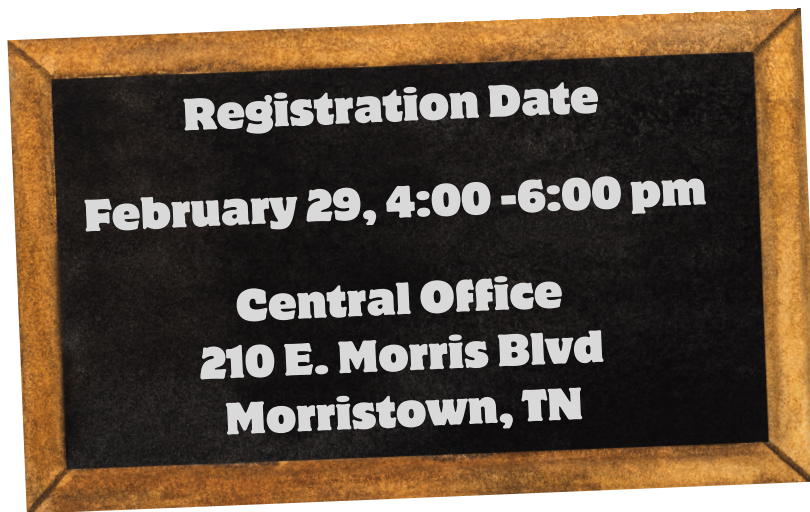 Registration Date
February 29, 4:00 -6:00 pm
Central Office
210 E. Morris Blvd
Morristown, TN